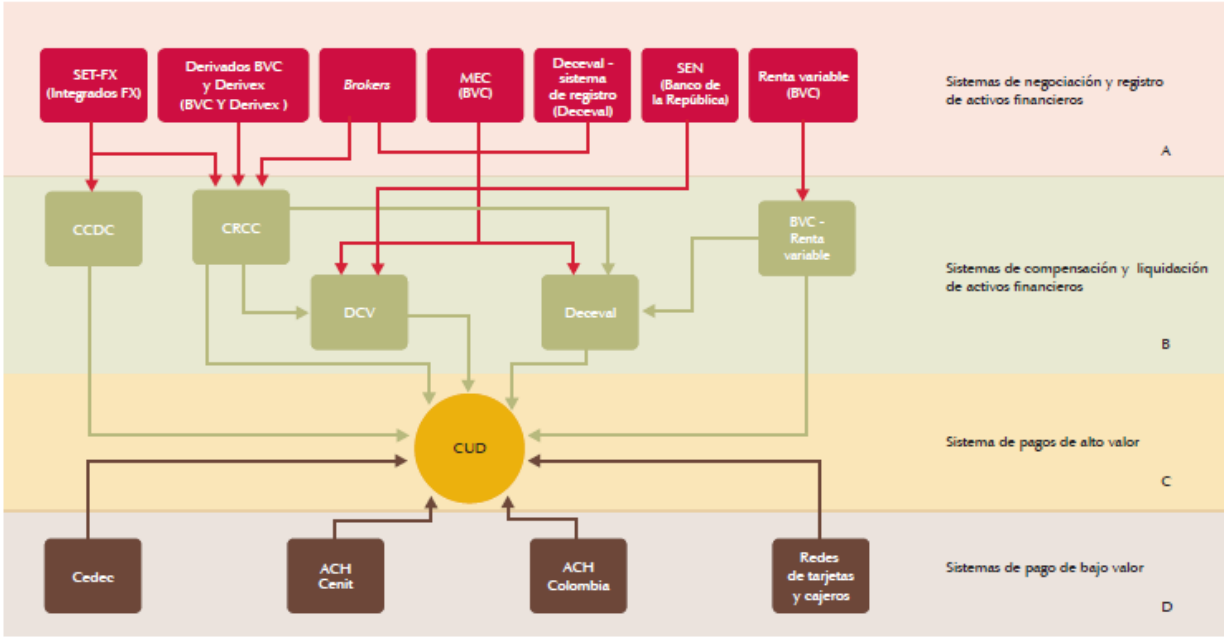 SET-FX
(Integrados FX)
Derivados BVC
y Derivex
(BVC Y Derivex )
Brokers
MEC
(BVC)
Deceval -
sistema
de registro
(Deceval)
SEN
(Banco de
la República)
Renta variable
(BVC)
Sistemas de negociación y registro
de activos financieros
A
CCDC
CRCC
BVC -
Renta
variable
DCV
Deceval
Sistemas de compensación y liquidación
de activos financieros
B
CUD
Sistema de pagos de alto valor
C
Cedec
ACH
Cenit
ACH
Colombia
Redes
de tarjetas
y cajeros
Sistemas de pago de bajo valor
D